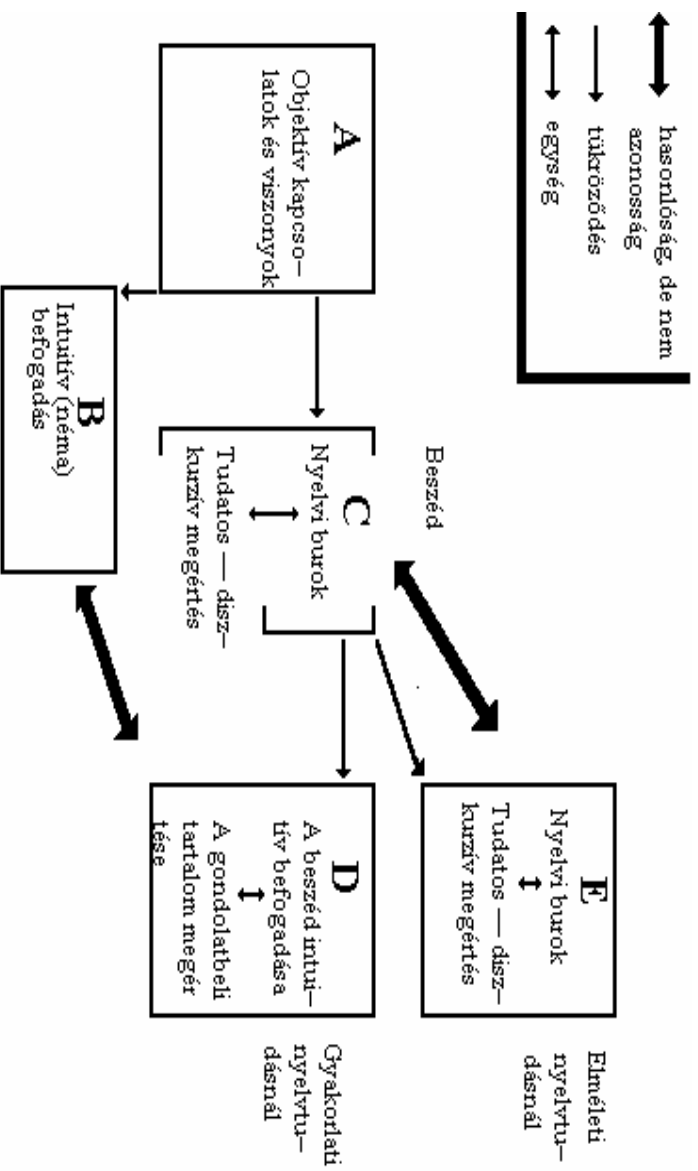 hasonlóság, de nem
azonosság
tükröződés
egység
E
Nyelvi burok
Tudatos — disz–
kurzív megértés
Elméleti
nyelvtu–
dásnál
Beszéd
A
Objektív kapcso–
latok és viszonyok
C
Nyelvi burok
Tudatos — disz–
kurzív megértés
D
A beszéd intui–
tív befogadása
A gondolatbeli
tartalom megér
tése
Gyakorlati
nyelvtu–
dásnál
B
Intuitív (néma)
befogadás